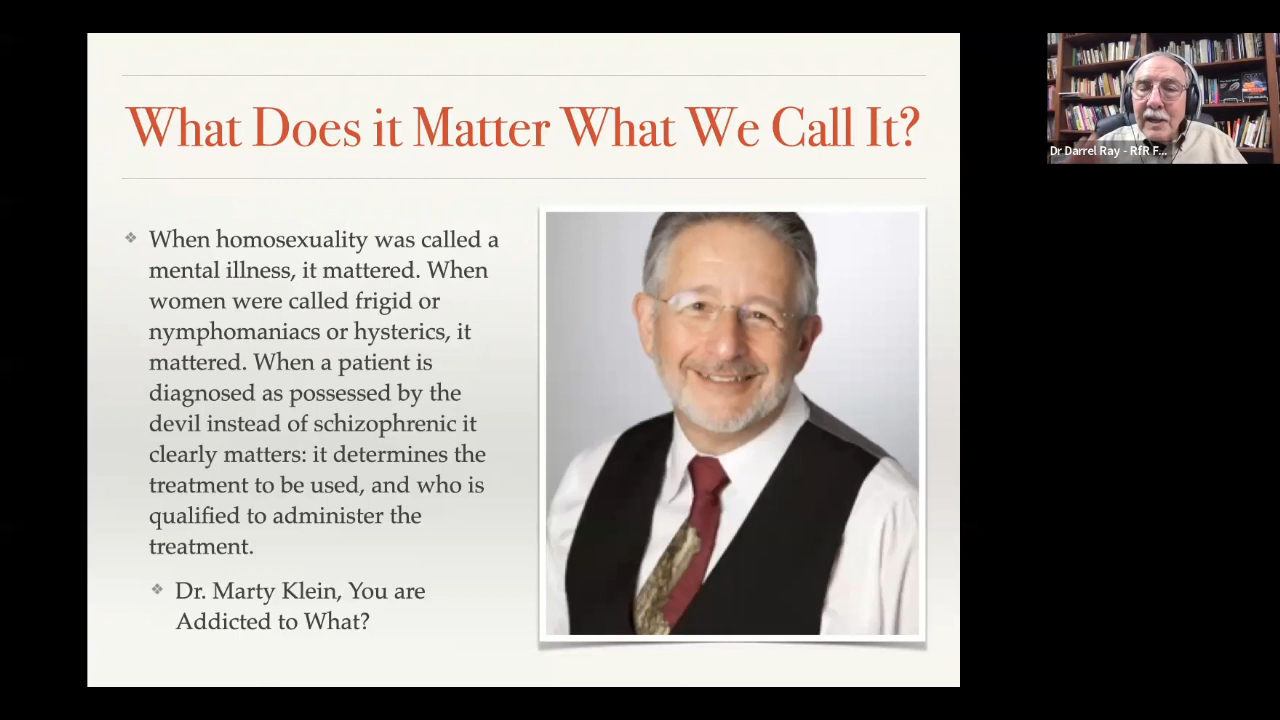 What Does it Matter What We Call It?
When homosexuality was called a
mental illness, it mattered. When
women were called frigid or
nymphomaniacs or hysterics, it
mattered. When a patient is
diagnosed as possessed by the
devil instead of schizophrenic it
clearly matters: it determines the
treatment to be used, and who is
qualified to administer the
treatment.
Dr. Marty Klein, You are
Addicted to What?
Dr Darrel Ray - RfR F...